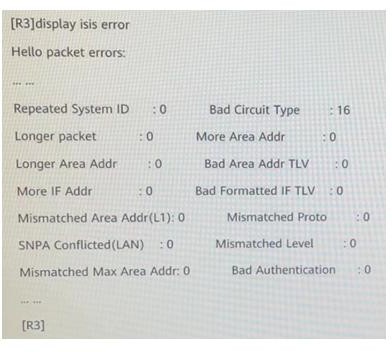 [R3]display isis error
Hello packet errors:
... ...
Repeated System ID : 0 Bad Circuit Type : 16
Longer packet : 0 More Area Addr : 0
Longer Area Addr : 0 Bad Area Addr TLV : 0
More IF Addr : 0 Bad Formatted IF TLV : 0
Mismatched Area Addr(L1): 0 Mismatched Proto : 0
SNPA Conflicted(LAN) : 0 Mismatched Level : 0
Mismatched Max Area Addr: 0 Bad Authentication : 0
... ...
[R3]